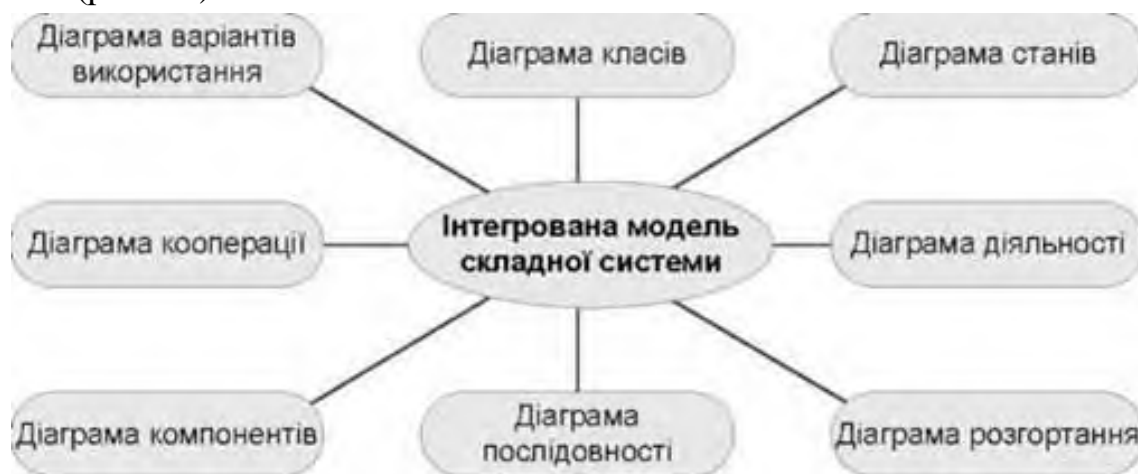 Діаграма варіантів
використання
Діаграма класів
Діаграма станів
Діаграма кооперації
Інтегрована модель
складної системи
Діаграма діяльності
Діаграма компонентів
Діаграма
послідовності
Діаграма розгортання